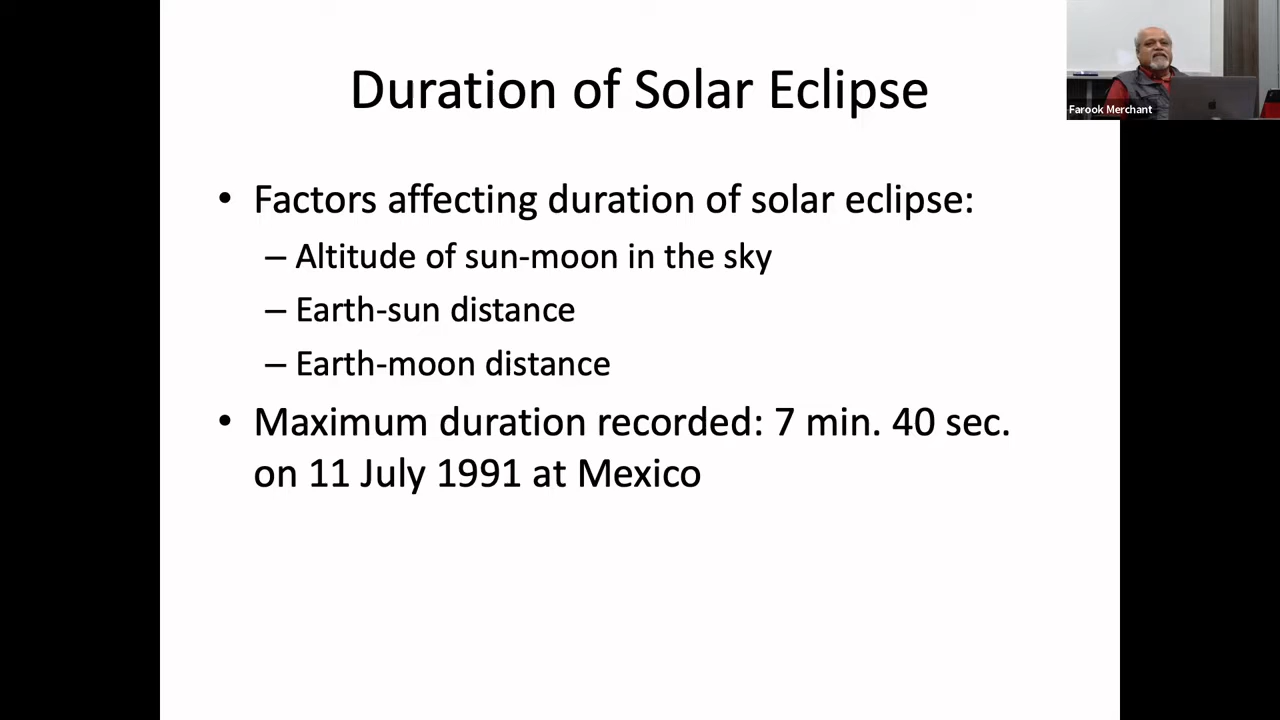 Duration of Solar Eclipse
Farook Merchant
• Factors affecting duration of solar eclipse:
– Altitude of sun-moon in the sky
– Earth-sun distance
– Earth-moon distance
• Maximum duration recorded: 7 min. 40 sec.
on 11 July 1991 at Mexico